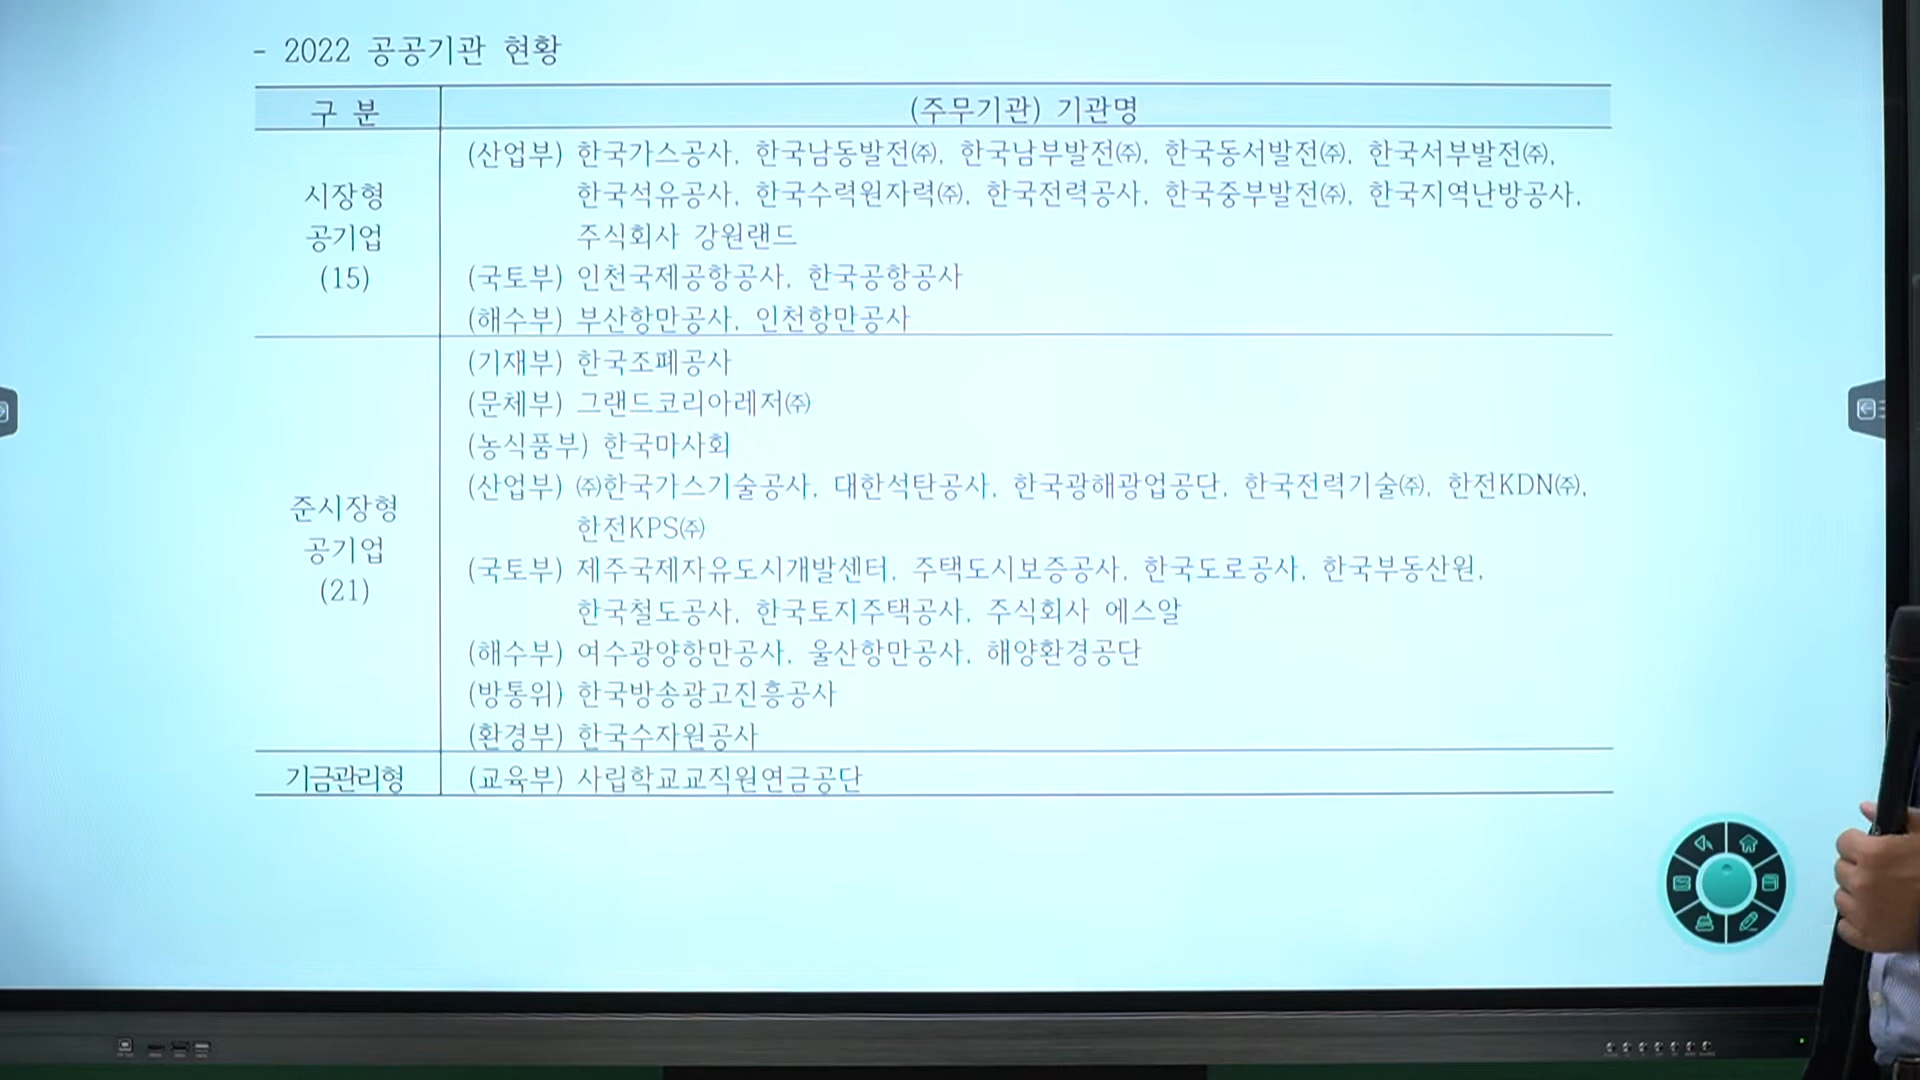 - 2022 공공기관 현황
구 분
(주무기관) 기관명
시장형
공기업
(15)
(산업부) 한국가스공사, 한국남동발전㈜, 한국남부발전㈜, 한국동서발전㈜, 한국서부발전㈜,
한국석유공사, 한국수력원자력㈜, 한국전력공사, 한국중부발전㈜, 한국지역난방공사,
주식회사 강원랜드
(국토부) 인천국제공항공사, 한국공항공사
(해수부) 부산항만공사, 인천항만공사
준시장형
공기업
(21)
(기재부) 한국조폐공사
(문체부) 그랜드코리아레저㈜
(농식품부) 한국마사회
(산업부) ㈜한국가스기술공사, 대한석탄공사, 한국광해광업공단, 한국전력기술㈜, 한전KDN㈜,
한전KPS㈜
(국토부) 제주국제자유도시개발센터, 주택도시보증공사, 한국도로공사, 한국부동산원,
한국철도공사, 한국토지주택공사, 주식회사 에스알
(해수부) 여수광양항만공사, 울산항만공사, 해양환경공단
(방통위) 한국방송광고진흥공사
(환경부) 한국수자원공사
기금관리형
(교육부) 사립학교교직원연금공단